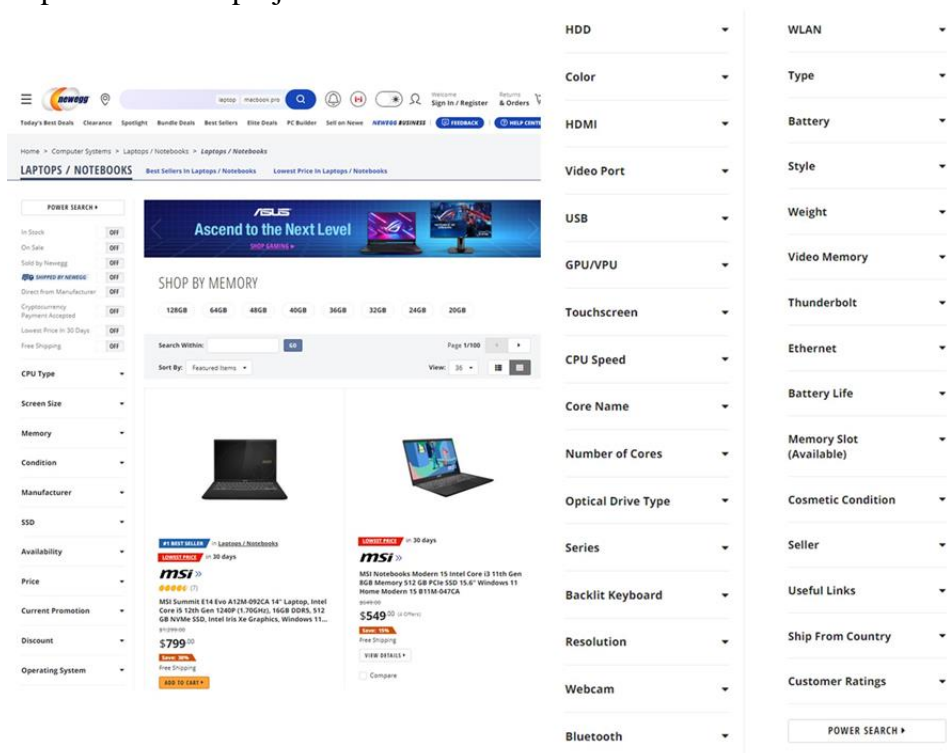 newegg
laptop macbook pro
Welcome
Sign In / Register
Returns
& Orders
Today's Best Deals Clearance Spotlight Bundle Deals Best Sellers Elite Deals PC Builder Sell on Newe NEWEGG BUSINESS FEEDBACK HELP CENTE
Home > Computer Systems > Laptops / Notebooks > Laptops / Notebooks
LAPTOPS / NOTEBOOKS Best Sellers in Laptops / Notebooks Lowest Price in Laptops / Notebooks
POWER SEARCH
In Stock OFF
On Sale OFF
Sold by Newegg OFF
SHIPPED BY NEWEGG OFF
Direct from Manufacturer OFF
Cryptocurrency
Payment Accepted OFF
Lowest Price in 30 Days OFF
Free Shipping OFF
CPU Type
Screen Size
Memory
Condition
Manufacturer
SSD
Availability
Price
Current Promotion
Discount
Operating System
ASUS
Ascend to the Next Level
SHOP GAMING
SHOP BY MEMORY
128GB 64GB 48GB 40GB 36GB 32GB 24GB 20GB
Search Within: GO Page 1/100
Sort By: Featured Items View: 36
#1 BEST SELLER in Laptops / Notebooks
LOWEST PRICE in 30 days
msi
(7)
MSI Summit E14 Evo A12M-092CA 14" Laptop, Intel
Core i5 12th Gen 1240P (1.70GHz), 16GB DDR5, 512
GB NVMe SSD, Intel Iris Xe Graphics, Windows 11...
$1,299.00
$799.00
Save: 38%
Free Shipping
ADD TO CART
LOWEST PRICE in 30 days
msi
MSI Notebooks Modern 15 Intel Core i3 11th Gen
8GB Memory 512 GB PCIe SSD 15.6" Windows 11
Home Modern 15 B11M-047CA
$649.00
$549.00 (4 Offers)
Save: 15%
Free Shipping
VIEW DETAILS
Compare
HDD
Color
HDMI
Video Port
USB
GPU/VPU
Touchscreen
CPU Speed
Core Name
Number of Cores
Optical Drive Type
Series
Backlit Keyboard
Resolution
Webcam
Bluetooth
WLAN
Type
Battery
Style
Weight
Video Memory
Thunderbolt
Ethernet
Battery Life
Memory Slot
(Available)
Cosmetic Condition
Seller
Useful Links
Ship From Country
Customer Ratings
POWER SEARCH